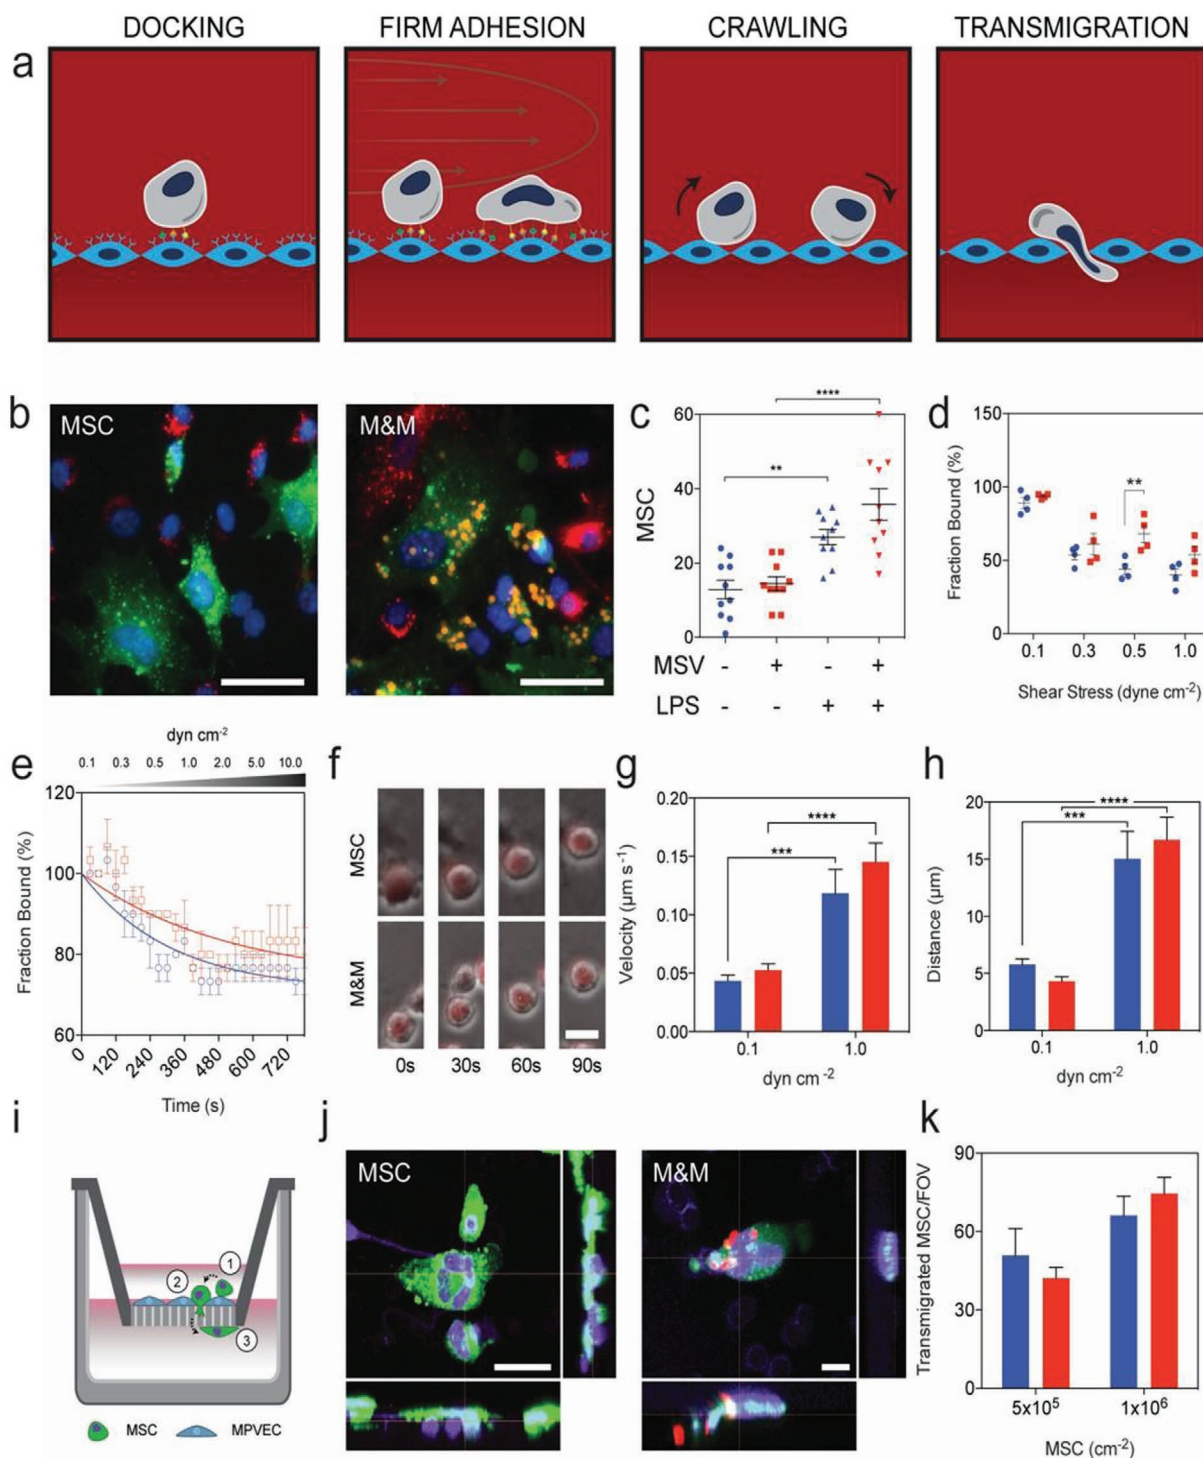 DOCKING FIRM ADHESION CRAWLING TRANSMIGRATION
a
b MSC M&M
c
****
**
MSC
60
40
20
0
MSV - + - +
LPS - - + +
d
**
Fraction Bound (%)
150
100
50
0
0.1 0.3 0.5 1.0
Shear Stress (dyne cm-2)
e
dyn cm-2
0.1 0.3 0.5 1.0 2.0 5.0 10.0
Fraction Bound (%)
120
100
80
60
0 120 240 360 480 600 720
Time (s)
f
MSC
M&M
0s 30s 60s 90s
g
****
***
Velocity (µm s-1)
0.20
0.15
0.10
0.05
0.00
0.1 1.0
dyn cm-2
h
****
***
Distance (µm)
20
15
10
5
0
0.1 1.0
dyn cm-2
i
1
2
3
MSC MPVEC
j MSC M&M
k
Transmigrated MSC/FOV
90
60
30
0
5x105 1x106
MSC (cm-2)